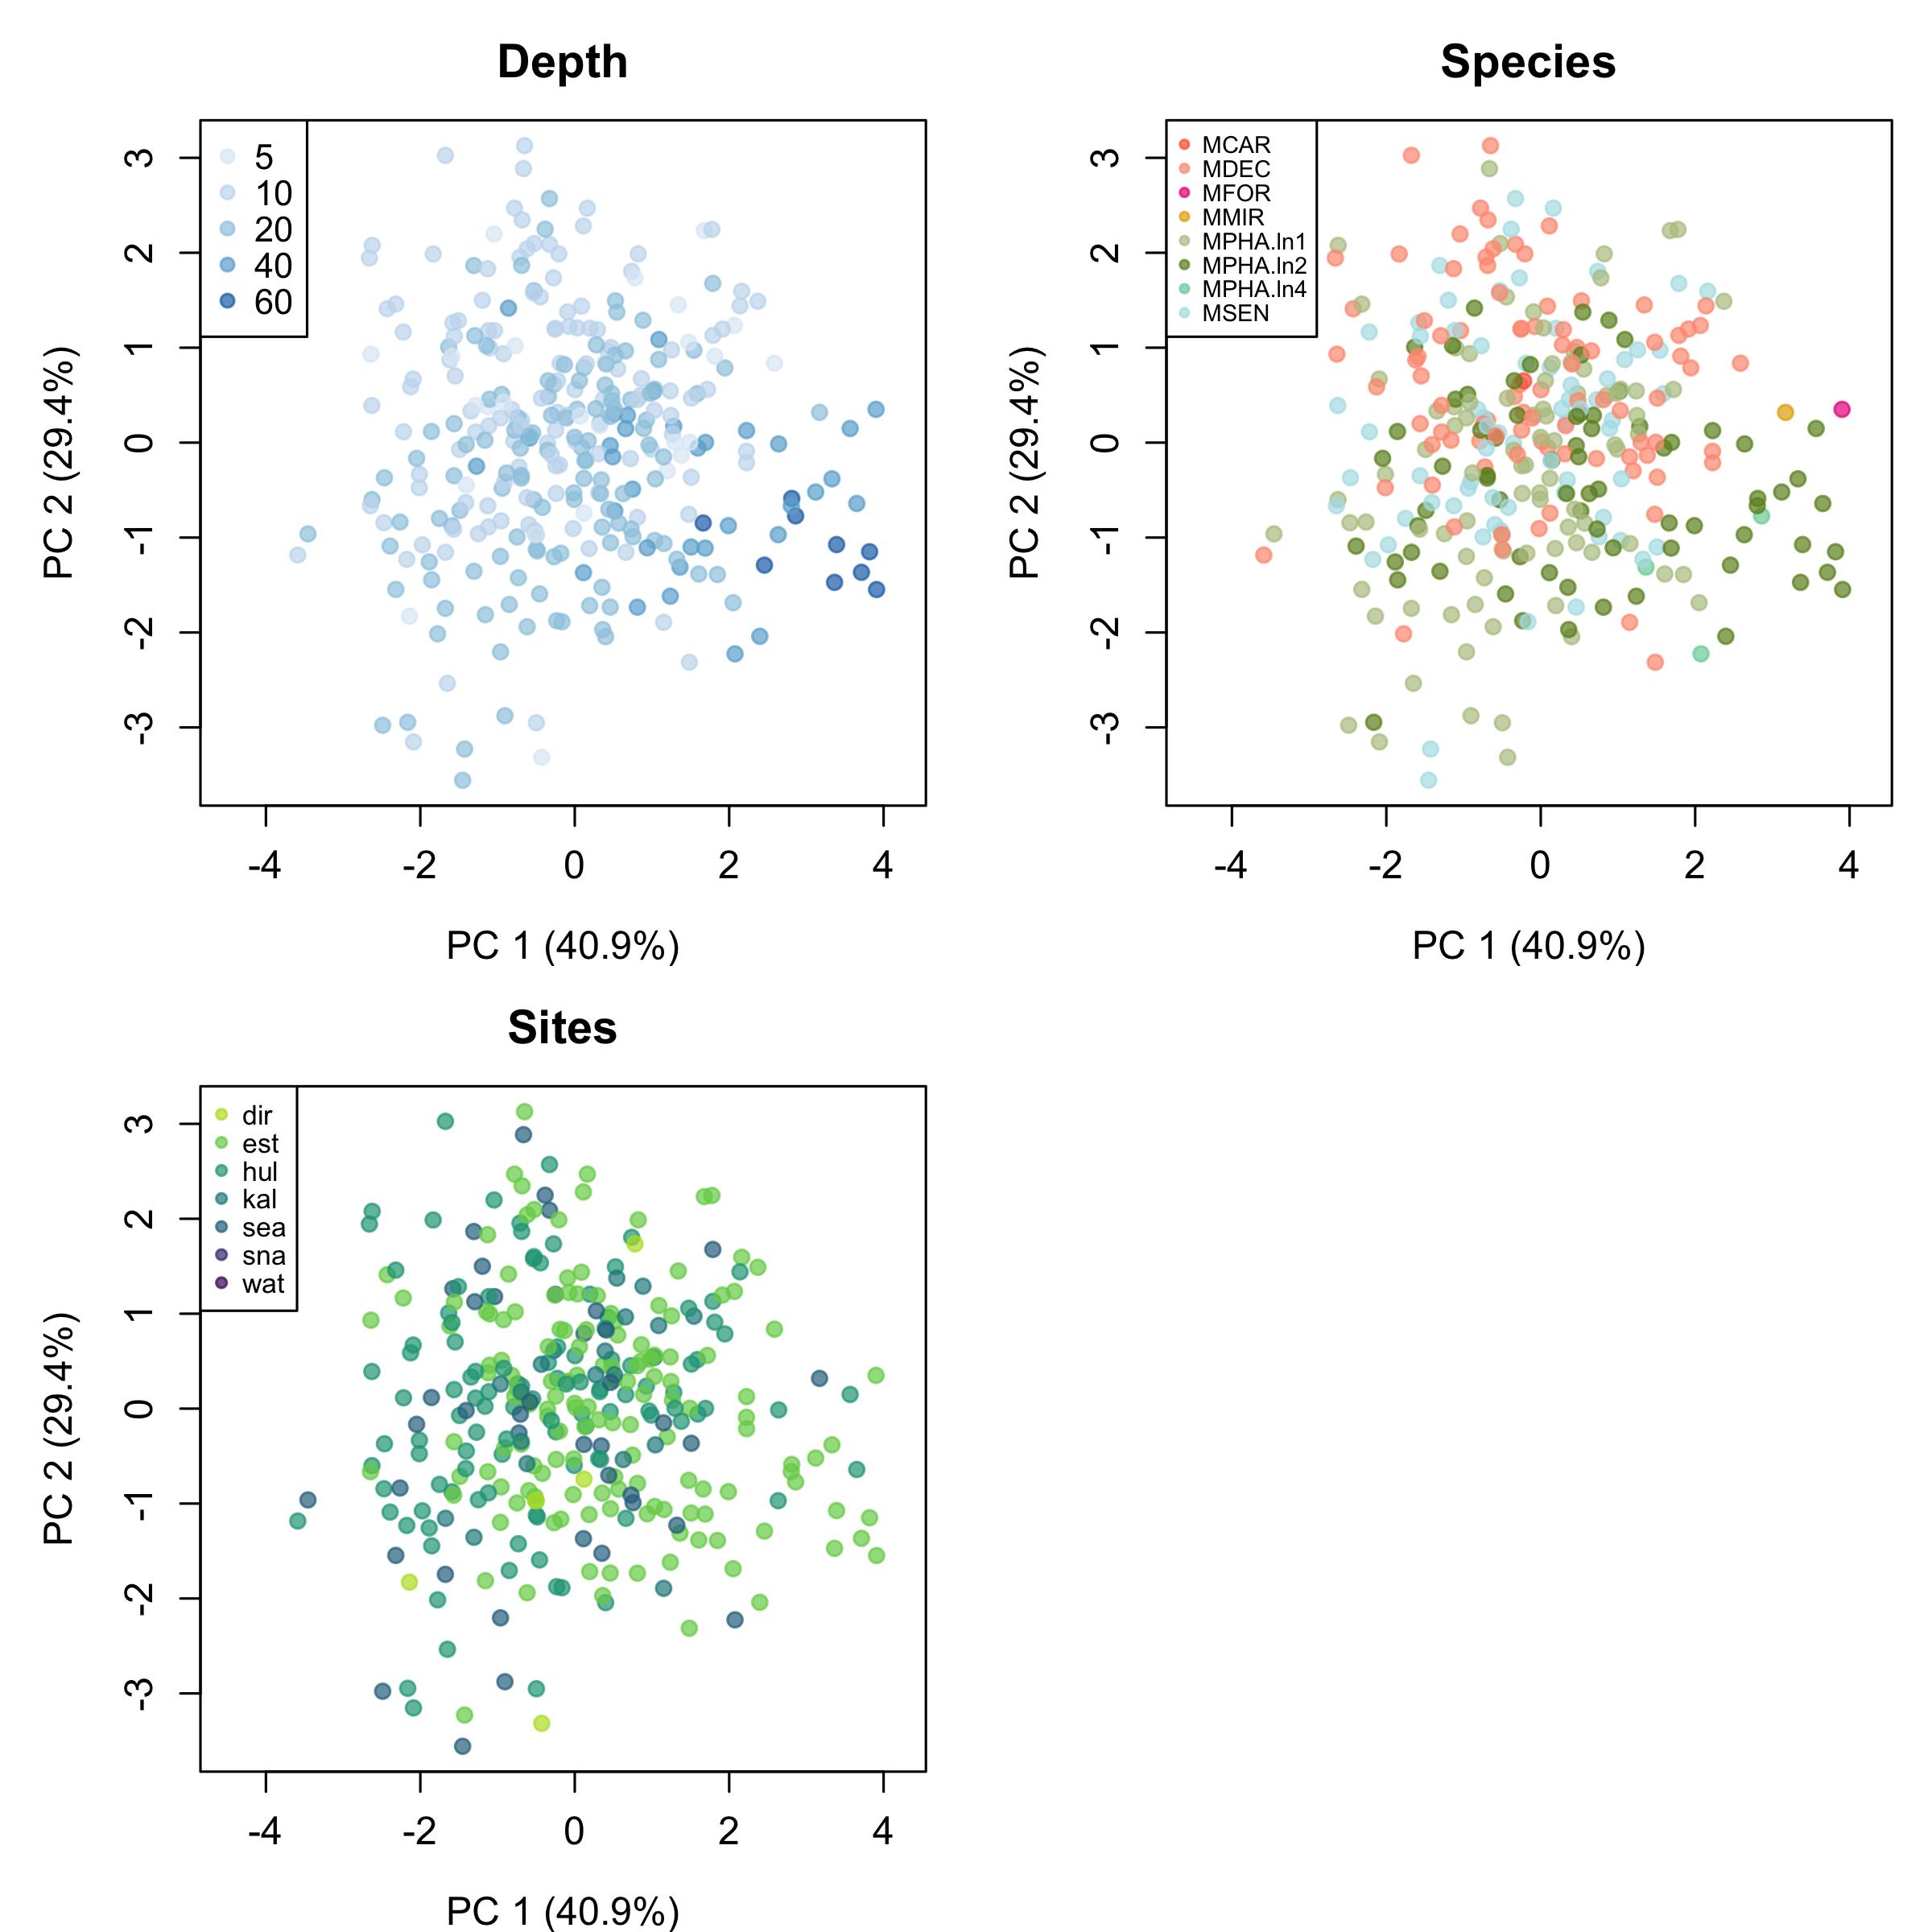 Depth
5
10
20
40
60
3
2
1
0
-1
-2
-3
PC 2 (29.4%)
-4 -2 0 2 4
PC 1 (40.9%)
Species
MCAR
MDEC
MFOR
MMIR
MPHA.ln1
MPHA.ln2
MPHA.ln4
MSEN
3
2
1
0
-1
-2
-3
PC 2 (29.4%)
-4 -2 0 2 4
PC 1 (40.9%)
Sites
dir
est
hul
kal
sea
sna
wat
3
2
1
0
-1
-2
-3
PC 2 (29.4%)
-4 -2 0 2 4
PC 1 (40.9%)